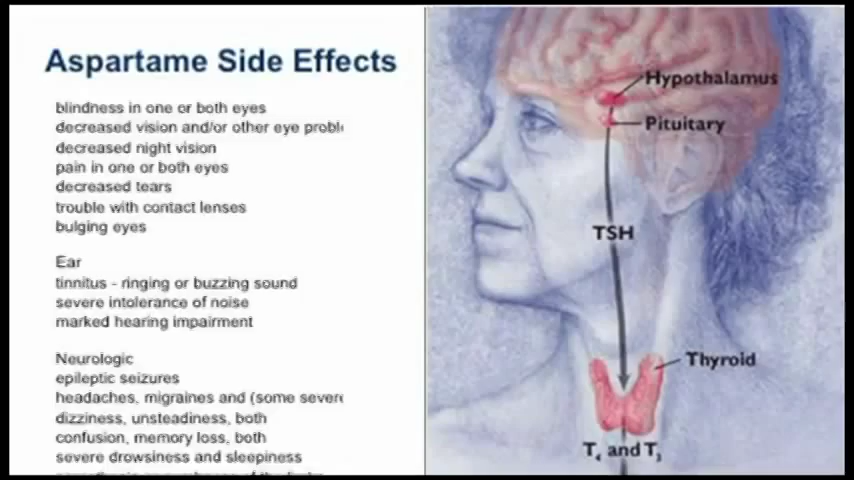 Aspartame Side Effects
blindness in one or both eyes
decreased vision and/or other eye
decreased night vision
pain in one or both eyes
decreased tears
trouble with contact lenses
bulging eyes
Ear
tinnitus - ringing or buzzing sound
severe intolerance of noise
marked hearing impairment
Neurologic
epileptic seizures
headaches, migraines and (some
dizziness, unsteadiness, both
confusion, memory loss, both
severe drowsiness and sleepiness
Hypothalamus
Pituitary
TSH
Thyroid
T4 and T3